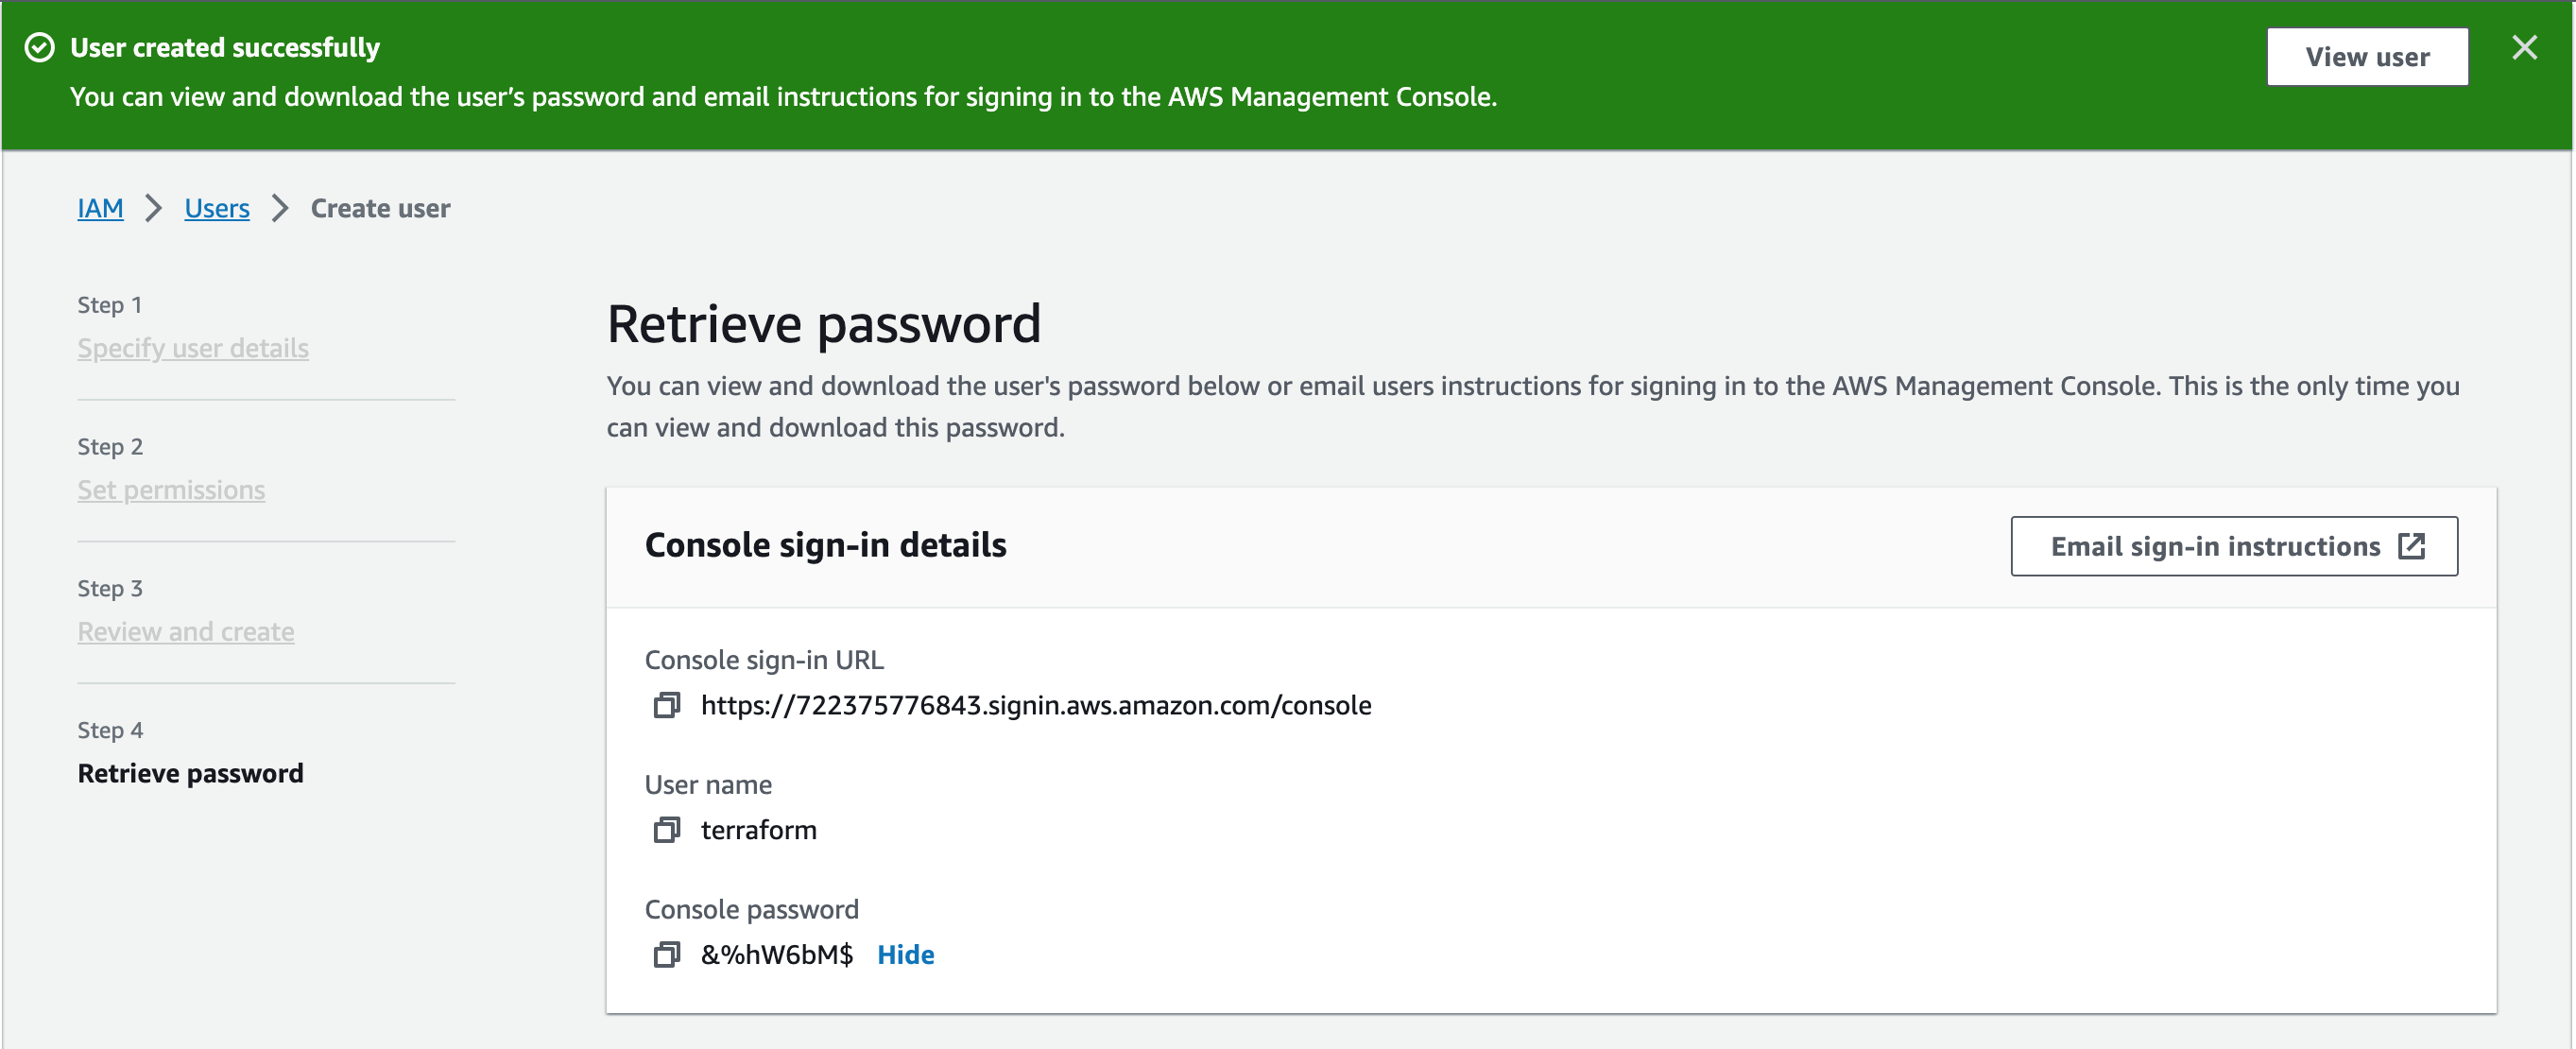 User created successfully
View user
You can view and download the user’s password and email instructions for signing in to the AWS Management Console.
IAM > Users > Create user
Step 1
Specify user details
Step 2
Set permissions
Step 3
Review and create
Step 4
Retrieve password
Retrieve password
You can view and download the user's password below or email users instructions for signing in to the AWS Management Console. This is the only time you
can view and download this password.
Console sign-in details
Email sign-in instructions
Console sign-in URL
https://722375776843.signin.aws.amazon.com/console
User name
terraform
Console password
&%hW6bM$ Hide